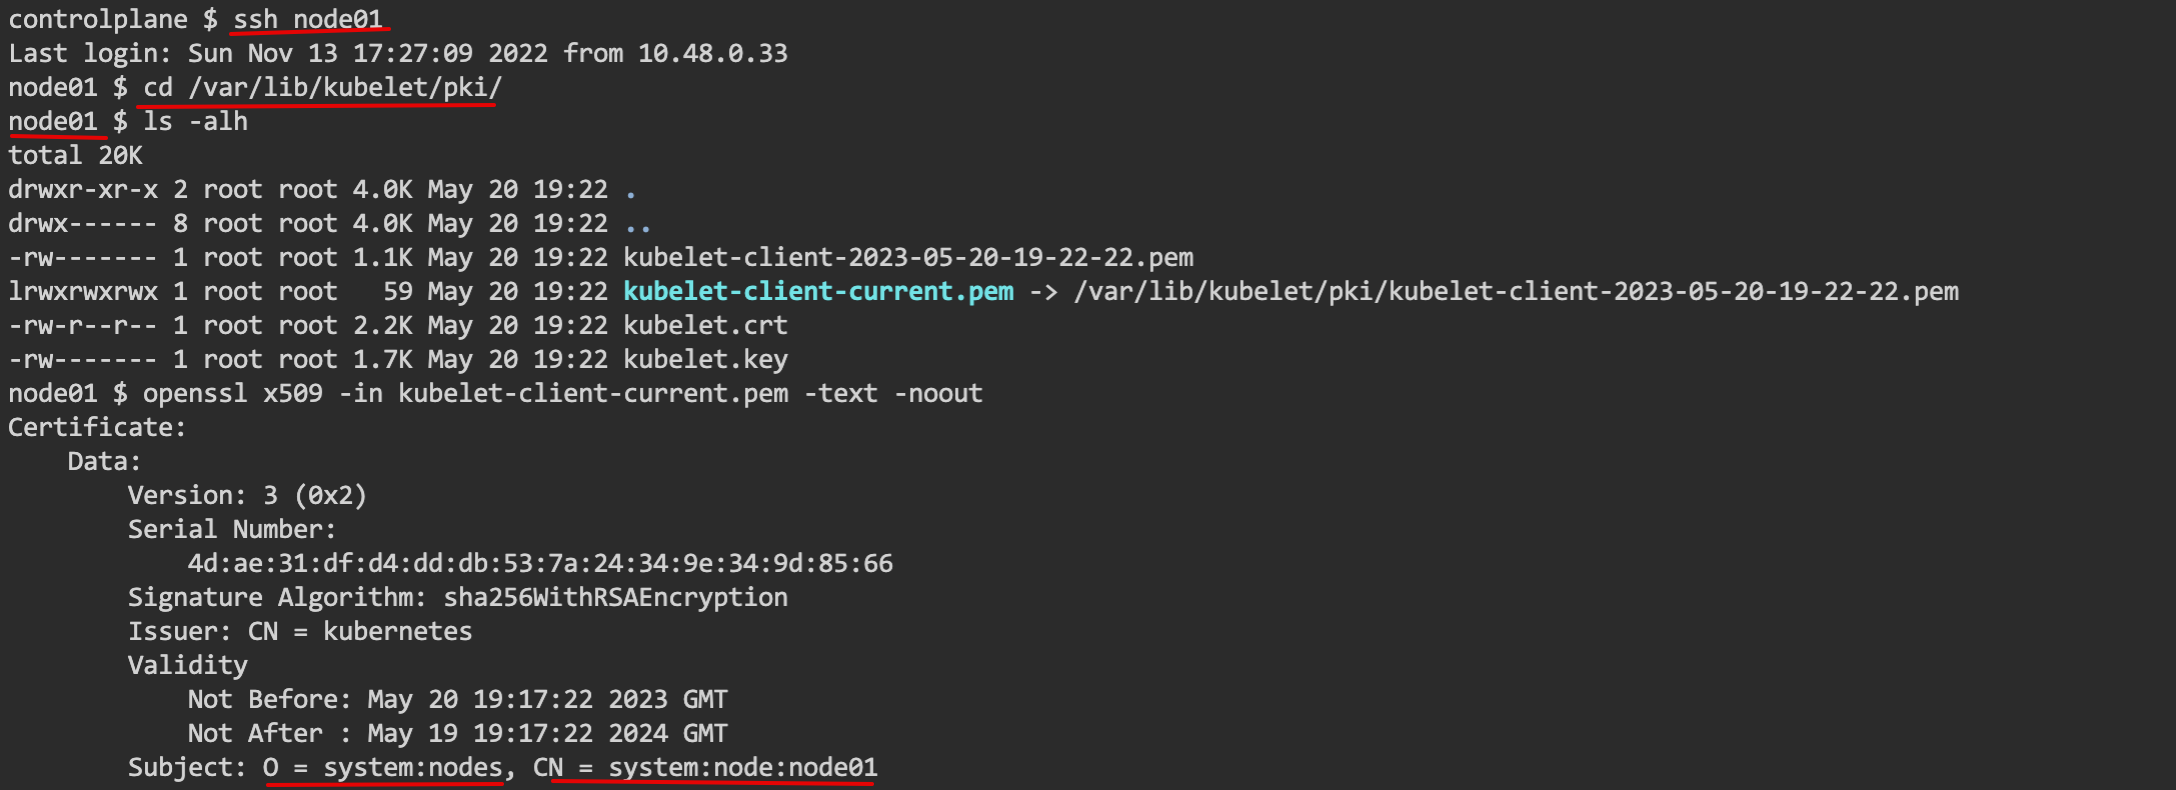 controlplane $ ssh node01
Last login: Sun Nov 13 17:27:09 2022 from 10.48.0.33
node01 $ cd /var/lib/kubelet/pki/
node01 $ ls -alh
total 20K
drwxr-xr-x 2 root root 4.0K May 20 19:22 .
drwx------ 8 root root 4.0K May 20 19:22 ..
-rw------- 1 root root 1.1K May 20 19:22 kubelet-client-2023-05-20-19-22-22.pem
lrwxrwxrwx 1 root root   59 May 20 19:22 kubelet-client-current.pem -> /var/lib/kubelet/pki/kubelet-client-2023-05-20-19-22-22.pem
-rw-r--r-- 1 root root 2.2K May 20 19:22 kubelet.crt
-rw------- 1 root root 1.7K May 20 19:22 kubelet.key
node01 $ openssl x509 -in kubelet-client-current.pem -text -noout
Certificate:
    Data:
        Version: 3 (0x2)
        Serial Number:
            4d:ae:31:df:d4:dd:db:53:7a:24:34:9e:34:9d:85:66
        Signature Algorithm: sha256WithRSAEncryption
        Issuer: CN = kubernetes
        Validity
            Not Before: May 20 19:17:22 2023 GMT
            Not After : May 19 19:17:22 2024 GMT
        Subject: O = system:nodes, CN = system:node:node01